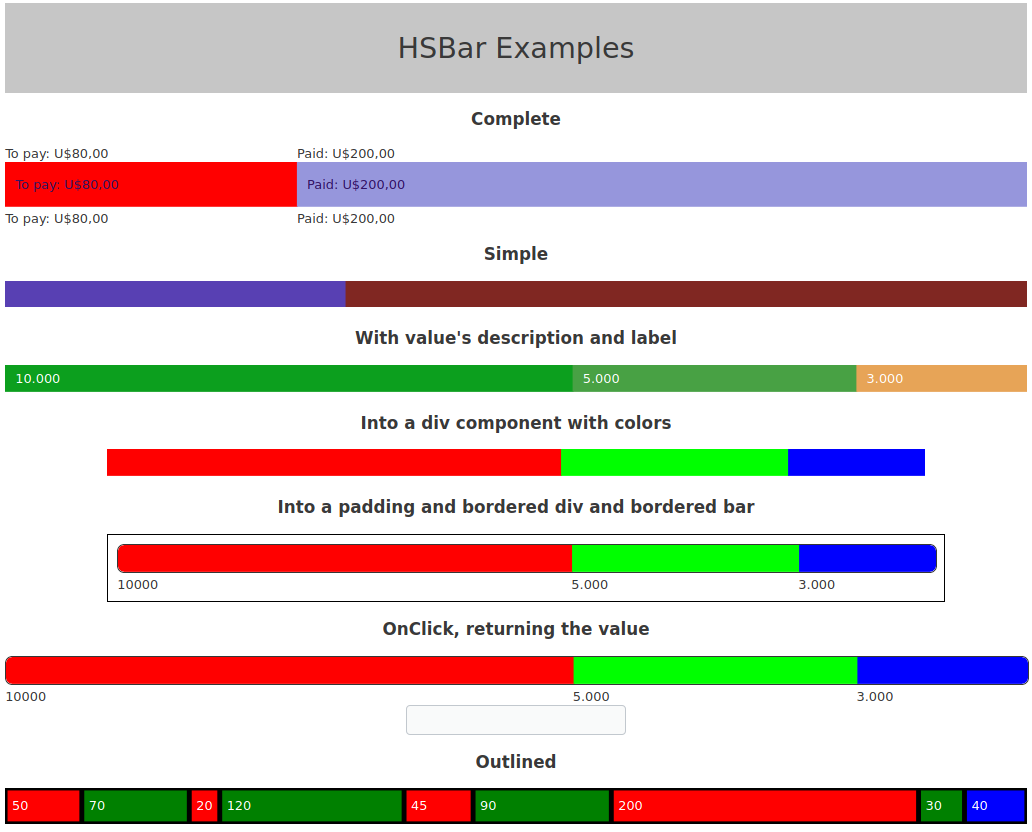 HSBar Examples
Complete
To pay: U$80,00 Paid: U$200,00
To pay: U$80,00 Paid: U$200,00
To pay: U$80,00 Paid: U$200,00
Simple
With value's description and label
10.000 5.000 3.000
Into a div component with colors
Into a padding and bordered div and bordered bar
10000 5.000 3.000
OnClick, returning the value
10000 5.000 3.000
Outlined
50 70 20 120 45 90 200 30 40